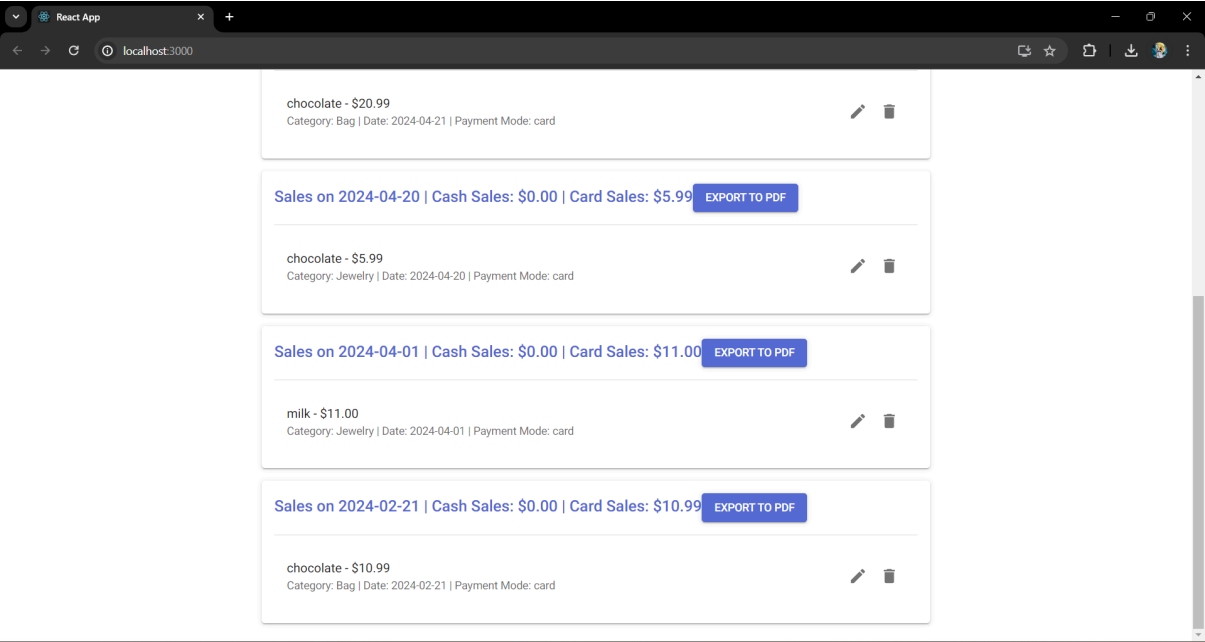 React App
localhost:3000
chocolate - $20.99
Category: Bag | Date: 2024-04-21 | Payment Mode: card
Sales on 2024-04-20 | Cash Sales: $0.00 | Card Sales: $5.99 EXPORT TO PDF
chocolate - $5.99
Category: Jewelry | Date: 2024-04-20 | Payment Mode: card
Sales on 2024-04-01 | Cash Sales: $0.00 | Card Sales: $11.00 EXPORT TO PDF
milk - $11.00
Category: Jewelry | Date: 2024-04-01 | Payment Mode: card
Sales on 2024-02-21 | Cash Sales: $0.00 | Card Sales: $10.99 EXPORT TO PDF
chocolate - $10.99
Category: Bag | Date: 2024-02-21 | Payment Mode: card